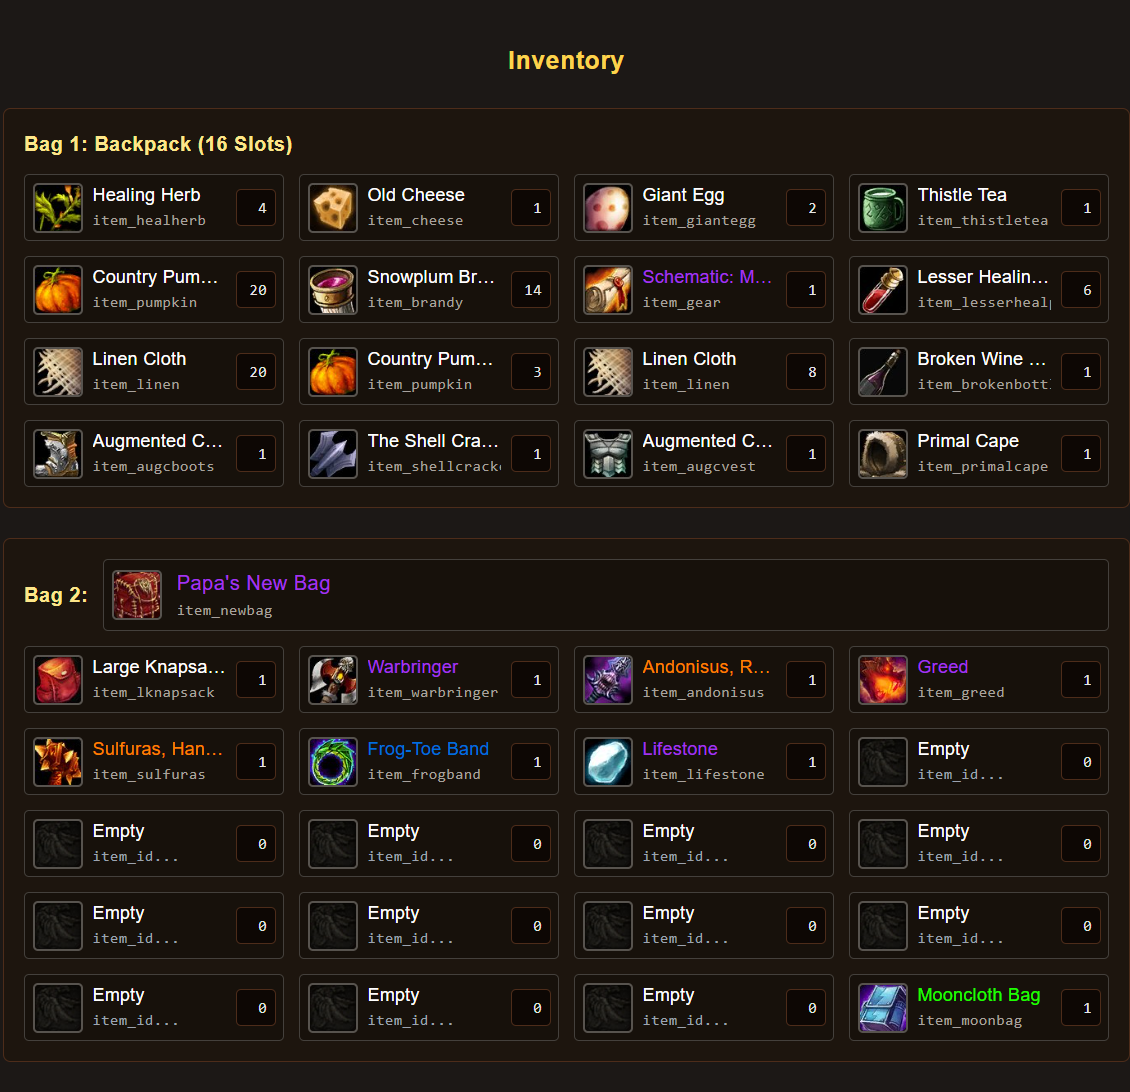 Inventory
Bag 1: Backpack (16 Slots)
Healing Herb
item_healherb
4
Old Cheese
item_cheese
1
Giant Egg
item_giantegg
2
Thistle Tea
item_thistletea
1
Country Pum...
item_pumpkin
20
Snowplum Br...
item_brandy
14
Schematic: M...
item_gear
1
Lesser Healin...
item_lesserheal
6
Linen Cloth
item_linen
20
Country Pum...
item_pumpkin
3
Linen Cloth
item_linen
8
Broken Wine ...
item_brokenbott
1
Augmented C...
item_augcboots
1
The Shell Cra...
item_shellcrack
1
Augmented C...
item_augcvest
1
Primal Cape
item_primalcape
1
Bag 2:
Papa's New Bag
item_newbag
Large Knapsa...
item_lknapsack
1
Warbringer
item_warbringer
1
Andonisus, R...
item_andonisus
1
Greed
item_greed
1
Sulfuras, Han...
item_sulfuras
1
Frog-Toe Band
item_frogband
1
Lifestone
item_lifestone
1
Empty
item_id...
0
Empty
item_id...
0
Empty
item_id...
0
Empty
item_id...
0
Empty
item_id...
0
Empty
item_id...
0
Empty
item_id...
0
Empty
item_id...
0
Empty
item_id...
0
Empty
item_id...
0
Empty
item_id...
0
Empty
item_id...
0
Mooncloth Bag
item_moonbag
1